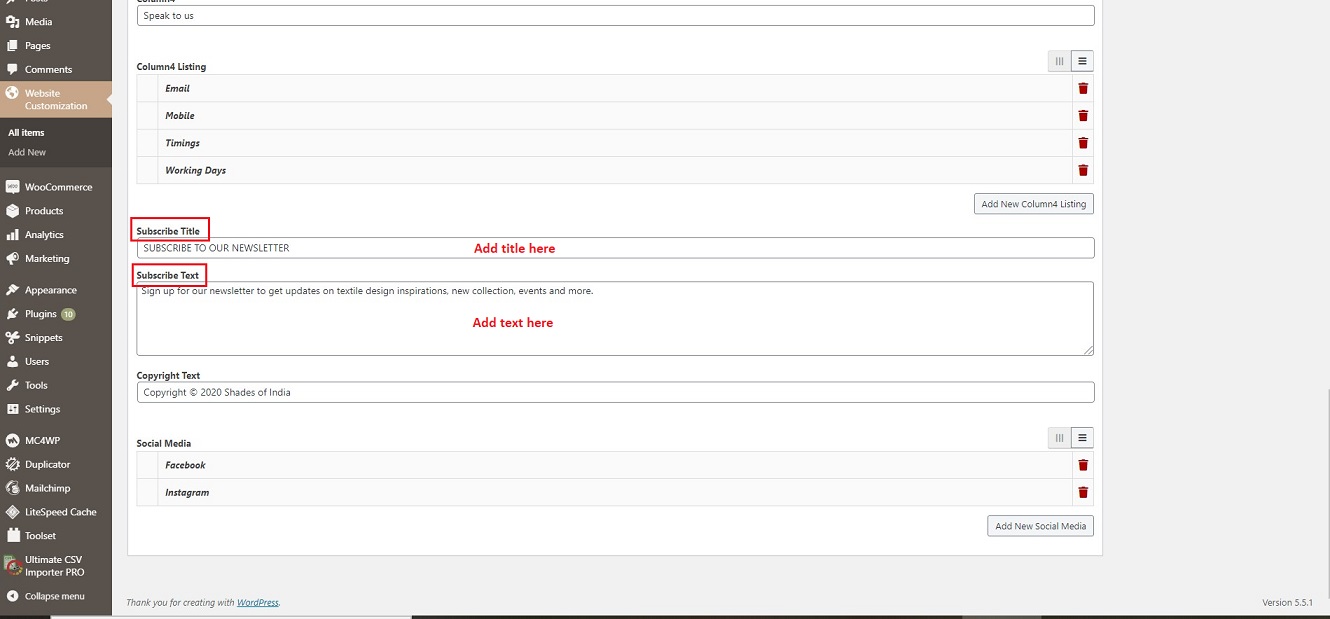 Posts
Column4
Media
Speak to us
Pages
Comments
Column4 Listing
Website
Customization
Email
Mobile
All items
Timings
Add New
Working Days
WooCommerce
Products
Add New Column4 Listing
Analytics
Subscribe Title
SUBSCRIBE TO OUR NEWSLETTER
Add title here
Marketing
Subscribe Text
Sign up for our newsletter to get updates on textile design inspirations, new collection, events and more.
Appearance
Plugins 10
Add text here
Snippets
Users
Copyright Text
Tools
Copyright © 2020 Shades of India
Settings
MC4WP
Social Media
Duplicator
Facebook
Mailchimp
Instagram
LiteSpeed Cache
Add New Social Media
Toolset
Ultimate CSV
Importer PRO
Collapse menu
Thank you for creating with WordPress.
Version 5.5.1